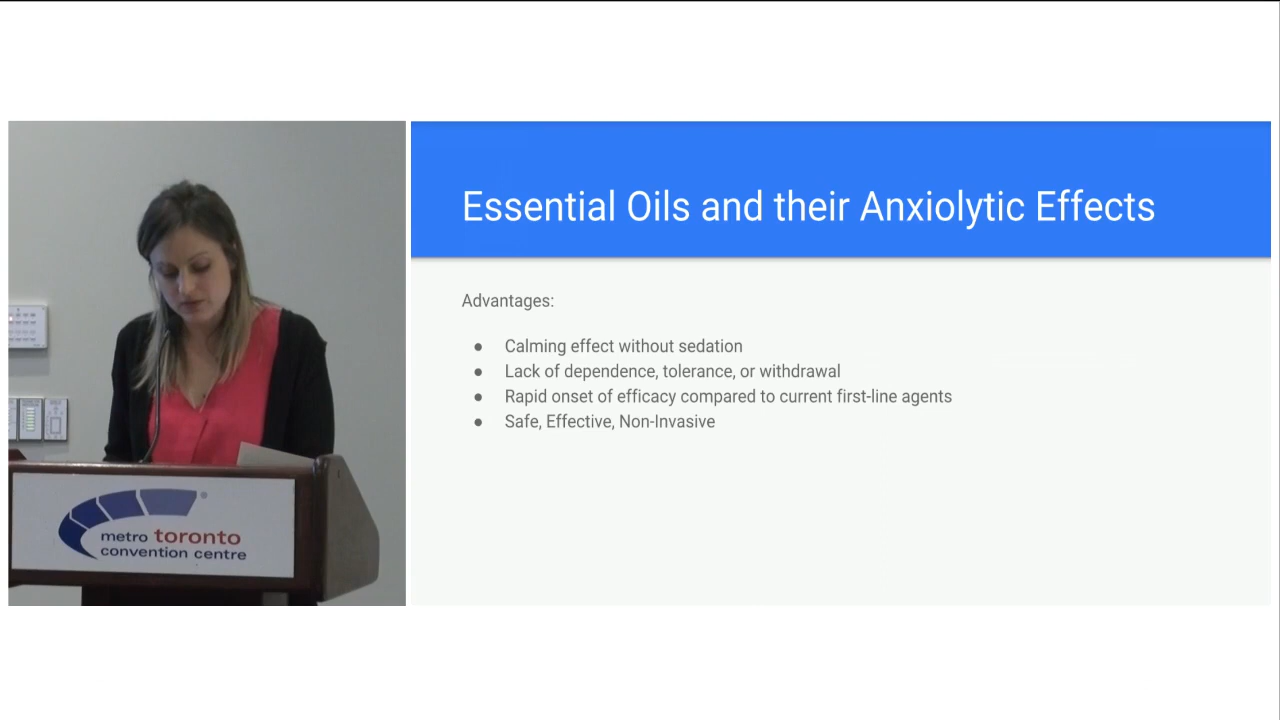 Essential Oils and their Anxiolytic Effects
Advantages:
● Calming effect without sedation
● Lack of dependence, tolerance, or withdrawal
● Rapid onset of efficacy compared to current first-line agents
● Safe, Effective, Non-Invasive
metro toronto
convention centre